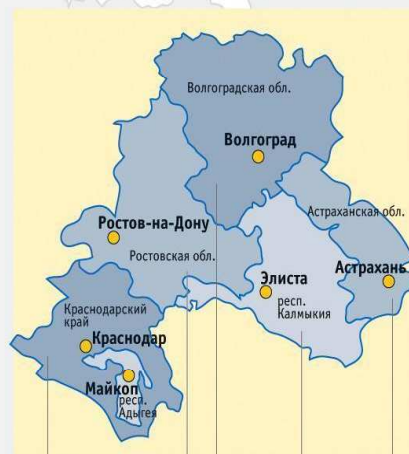 Волгоградская обл.
Волгоград
Астраханская обл.
Ростов-на-Дону
Ростовская обл.
Астрахань
Элиста
респ.
Калмыкия
Краснодарский
край
Краснодар
Майкоп
респ.
Адыгея